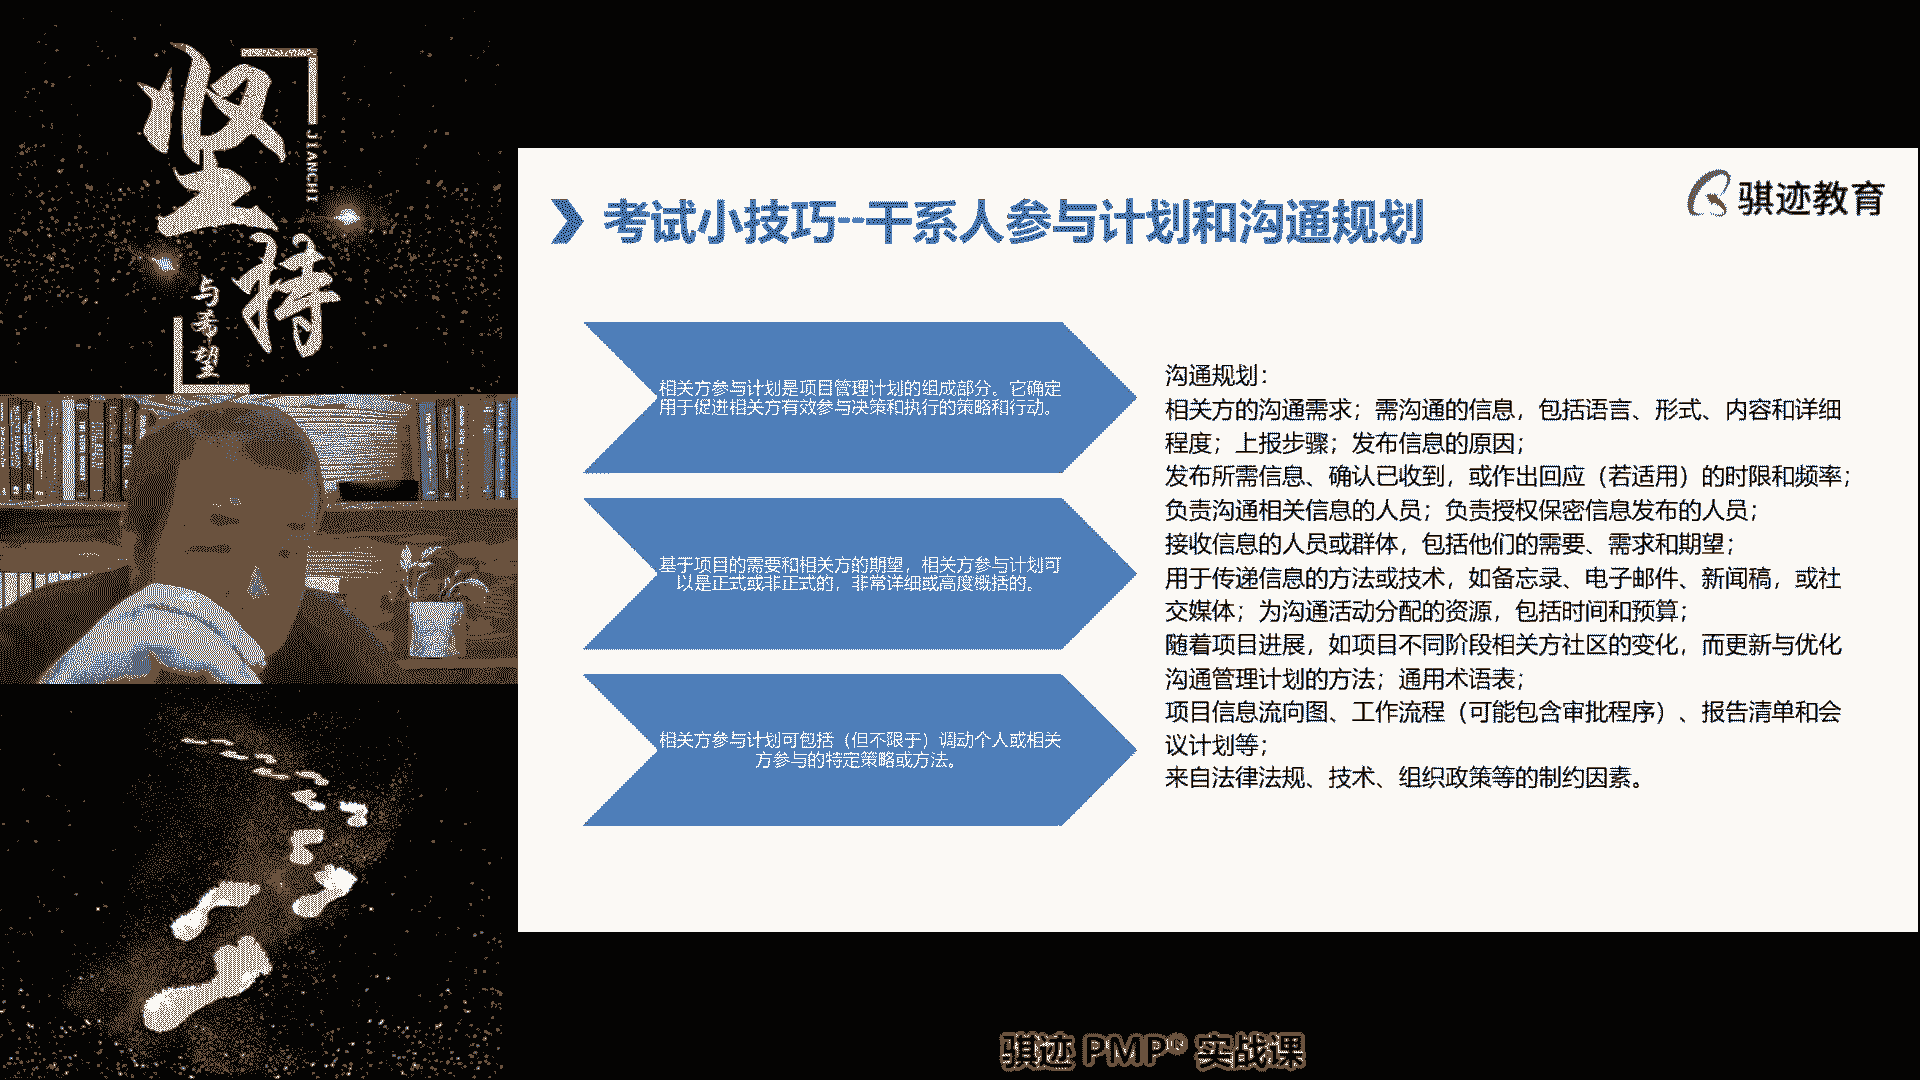 坚持
JIANCHI
与希望
骐迹教育
考试小技巧--干系人参与计划和沟通规划
相关方参与计划是项目管理计划的组成部分。它确定
用于促进相关方有效参与决策和执行的策略和行动。
基于项目的需要和相关方的期望，相关方参与计划可
以是正式或非正式的，非常详细或高度概括的。
相关方参与计划可包括（但不限于）调动个人或相关
方参与的特定策略或方法。
沟通规划：
相关方的沟通需求；需沟通的信息，包括语言、形式、内容和详细
程度；上报步骤；发布信息的原因；
发布所需信息、确认已收到，或作出回应（若适用）的时限和频率；
负责沟通相关信息的人员；负责授权保密信息发布的人员；
接收信息的人员或群体，包括他们的需要、需求和期望；
用于传递信息的方法或技术，如备忘录、电子邮件、新闻稿，或社
交媒体；为沟通活动分配的资源，包括时间和预算；
随着项目进展，如项目不同阶段相关方社区的变化，而更新与优化
沟通管理计划的方法；通用术语表；
项目信息流向图、工作流程（可能包含审批程序）、报告清单和会
议计划等；
来自法律法规、技术、组织政策等的制约因素。
骐迹 PMP® 实战课